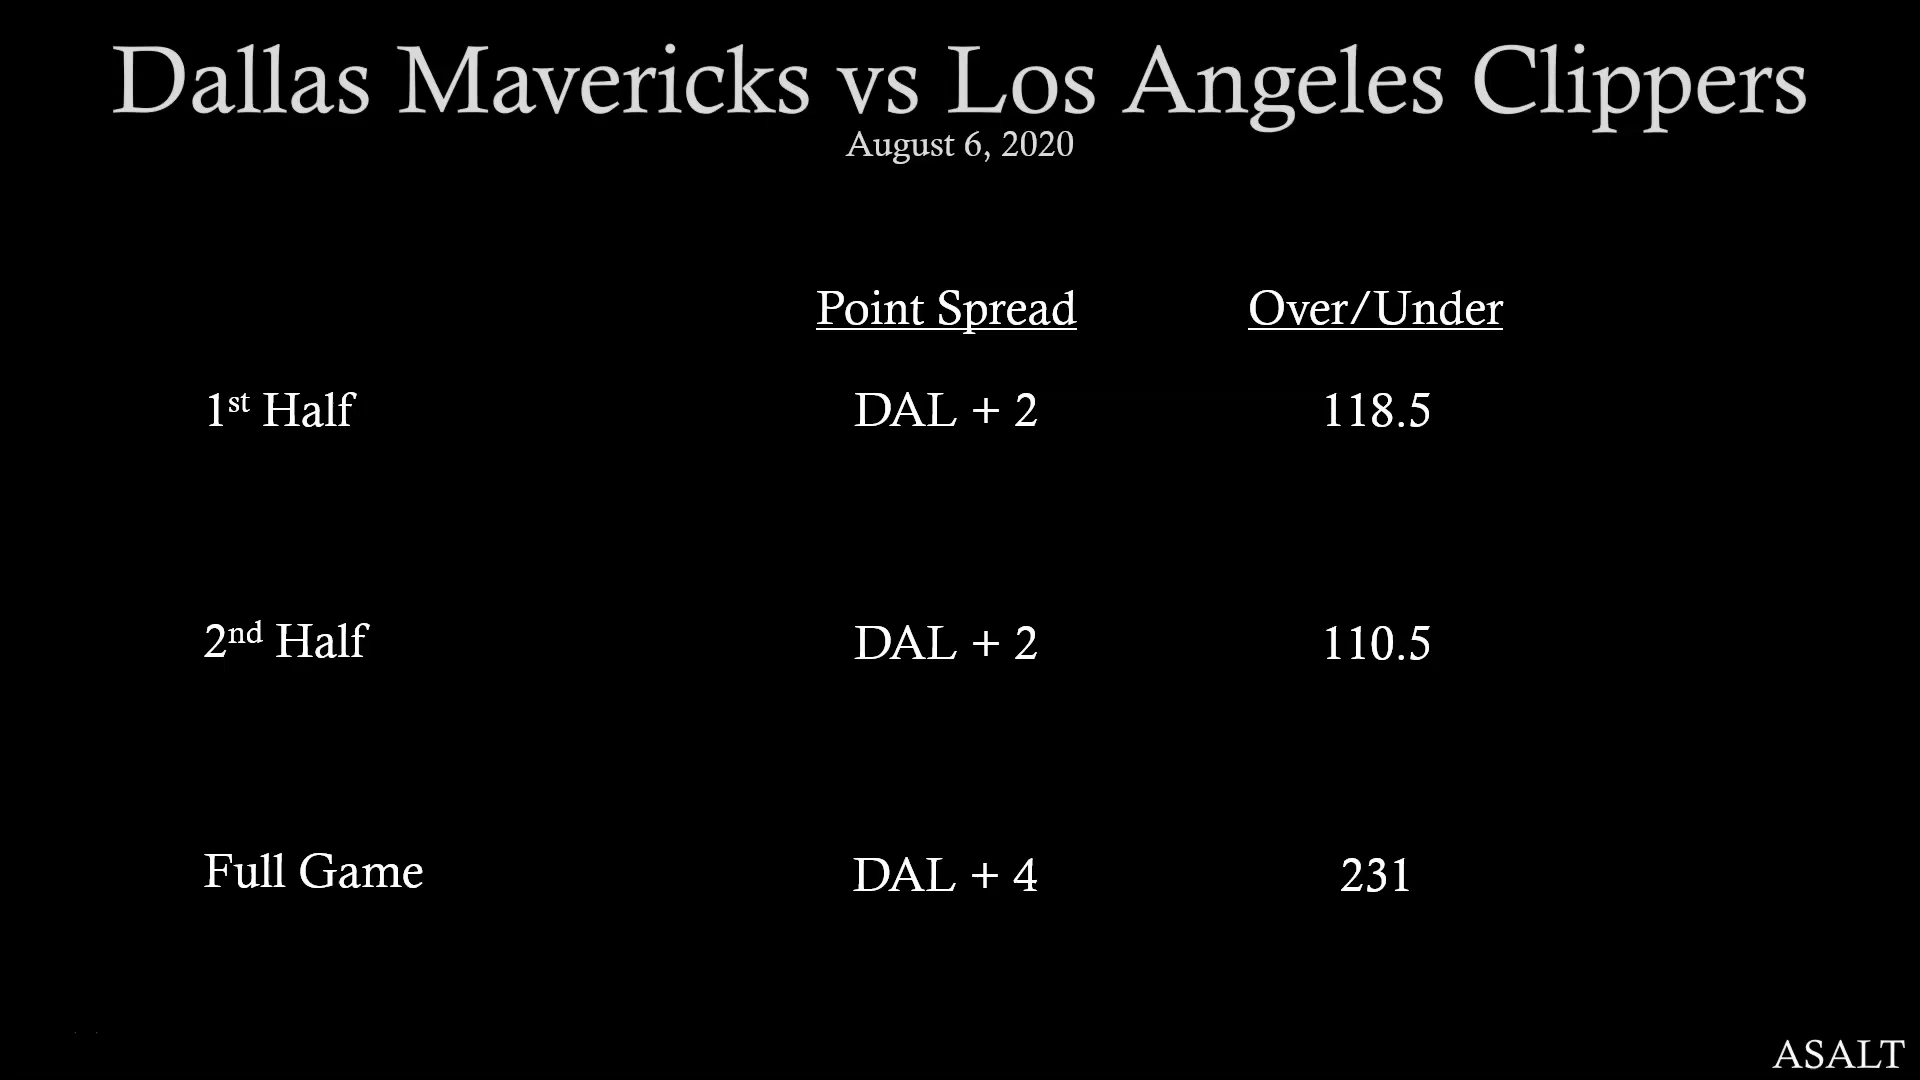 Dallas Mavericks vs Los Angeles Clippers
August 6, 2020
Point Spread Over/Under
1st Half DAL + 2 118.5
2nd Half DAL + 2 110.5
Full Game DAL + 4 231
ASALT